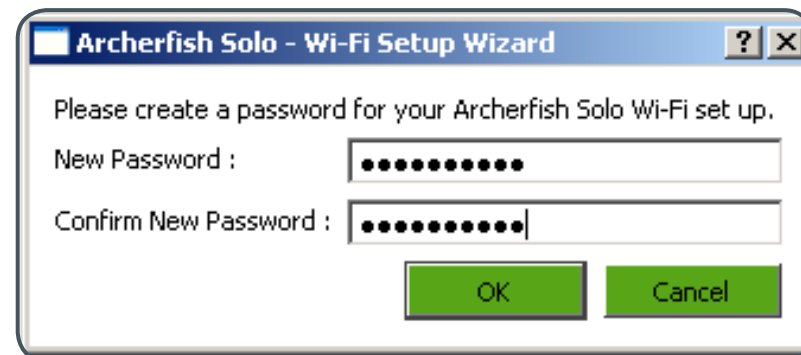 Archerfish Solo - Wi-Fi Setup Wizard ? X
Please create a password for your Archerfish Solo Wi-Fi set up.
New Password : ●●●●●●●●●●
Confirm New Password : ●●●●●●●●●●
OK Cancel